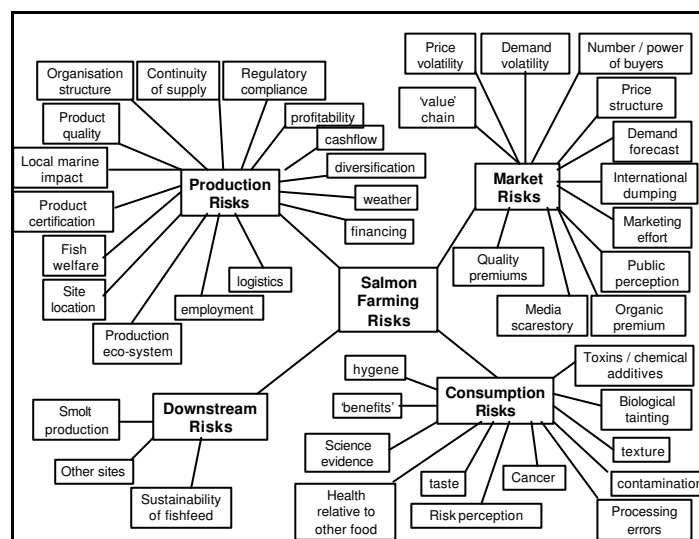 Price
volatility
Demand
volatility
Number / power
of buyers
Organisation
structure
Continuity
of supply
Regulatory
compliance
Price
structure
'value'
chain
Product
quality
profitability
cashflow
Demand
forecast
Local marine
impact
diversification
Production
Risks
Market
Risks
International
dumping
Product
certification
weather
Marketing
effort
financing
Fish
welfare
Quality
premiums
Public
perception
Site
location
logistics
Salmon
Farming
Risks
employment
Media
scarestory
Organic
premium
Production
eco-system
Toxins / chemical
additives
hygene
Consumption
Risks
Biological
tainting
'benefits'
Smolt
production
Downstream
Risks
Science
evidence
texture
Other sites
taste
Cancer
contamination
Sustainability
of fishfeed
Health
relative to
other food
Risk perception
Processing
errors